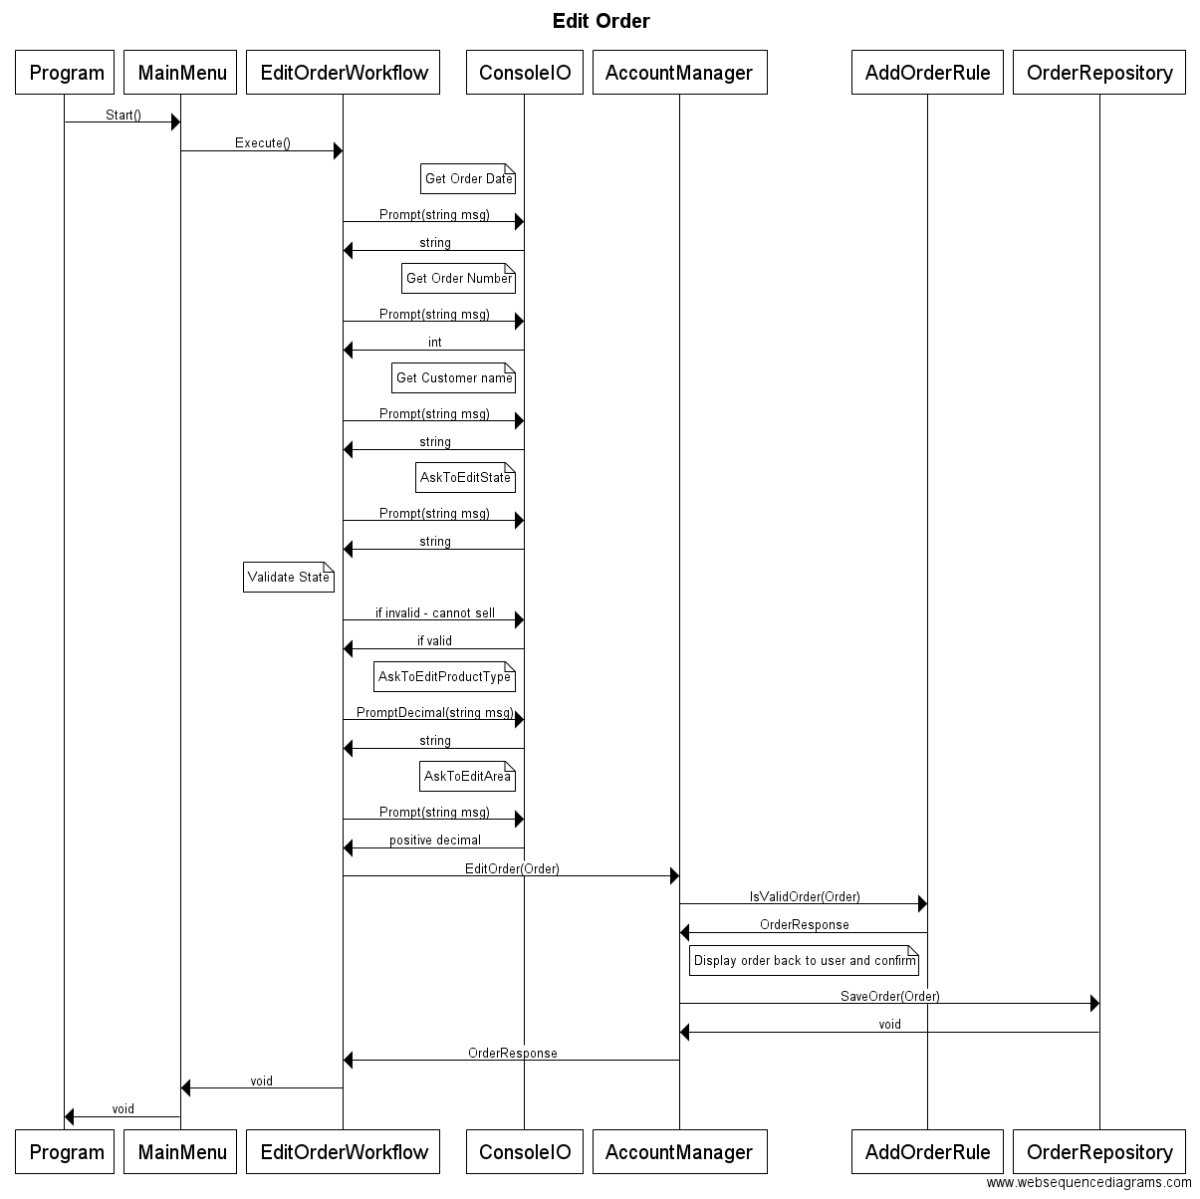 Edit Order
Program MainMenu EditOrderWorkflow ConsoleIO AccountManager AddOrderRule OrderRepository
Start()
Execute()
Get Order Date
Prompt(string msg)
string
Get Order Number
Prompt(string msg)
int
Get Customer name
Prompt(string msg)
string
AskToEditState
Prompt(string msg)
string
Validate State
if invalid - cannot sell
if valid
AskToEditProductType
PromptDecimal(string msg)
string
AskToEditArea
Prompt(string msg)
positive decimal
EditOrder(Order)
IsValidOrder(Order)
OrderResponse
Display order back to user and confirm
SaveOrder(Order)
void
OrderResponse
void
void
Program MainMenu EditOrderWorkflow ConsoleIO AccountManager AddOrderRule OrderRepository
www.websequencediagrams.com